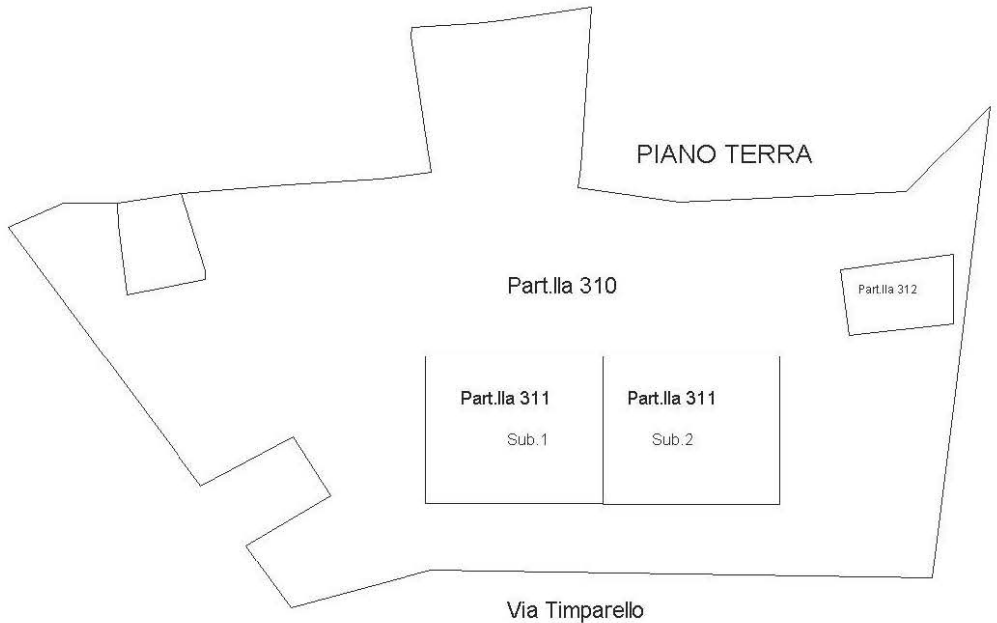 PIANO TERRA
Part.lla 310
Part.lla 312
Part.lla 311
Part.lla 311
Sub.1
Sub.2
Via Timparello